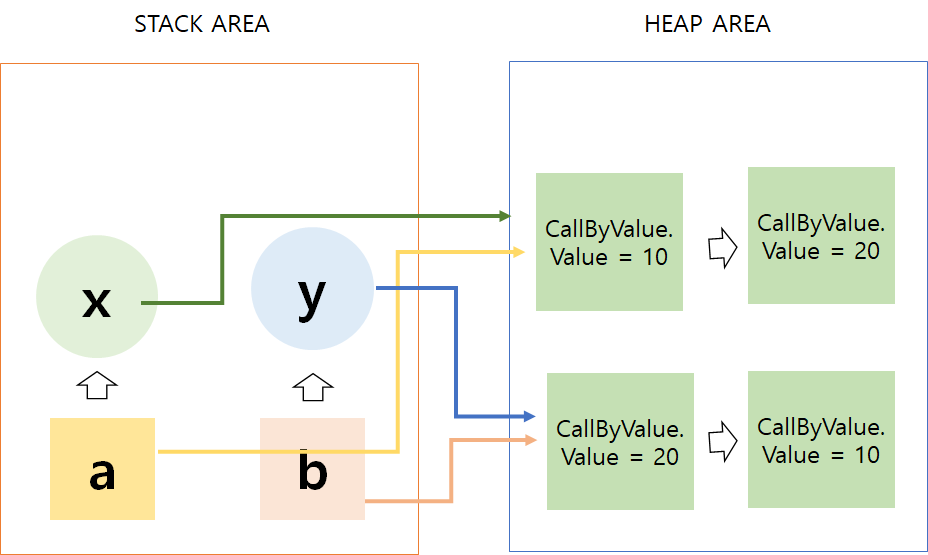 STACK AREA
HEAP AREA
x
y
a
b
CallByValue.
Value = 10
CallByValue.
Value = 20
CallByValue.
Value = 20
CallByValue.
Value = 10